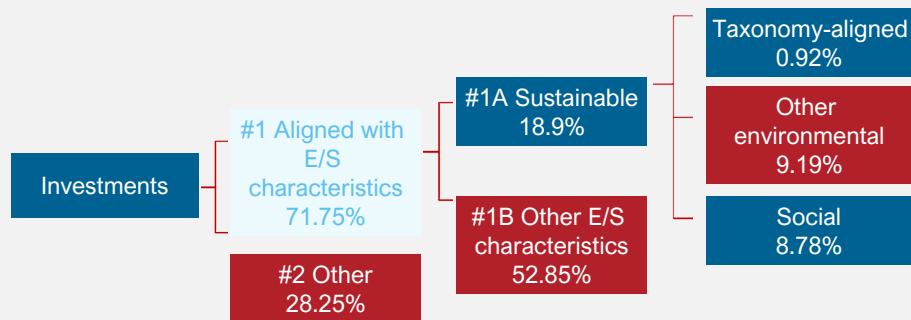 Investments
#1 Aligned with
E/S
characteristics
71.75%
#2 Other
28.25%
#1A Sustainable
18.9%
#1B Other E/S
characteristics
52.85%
Taxonomy-aligned
0.92%
Other
environmental
9.19%
Social
8.78%